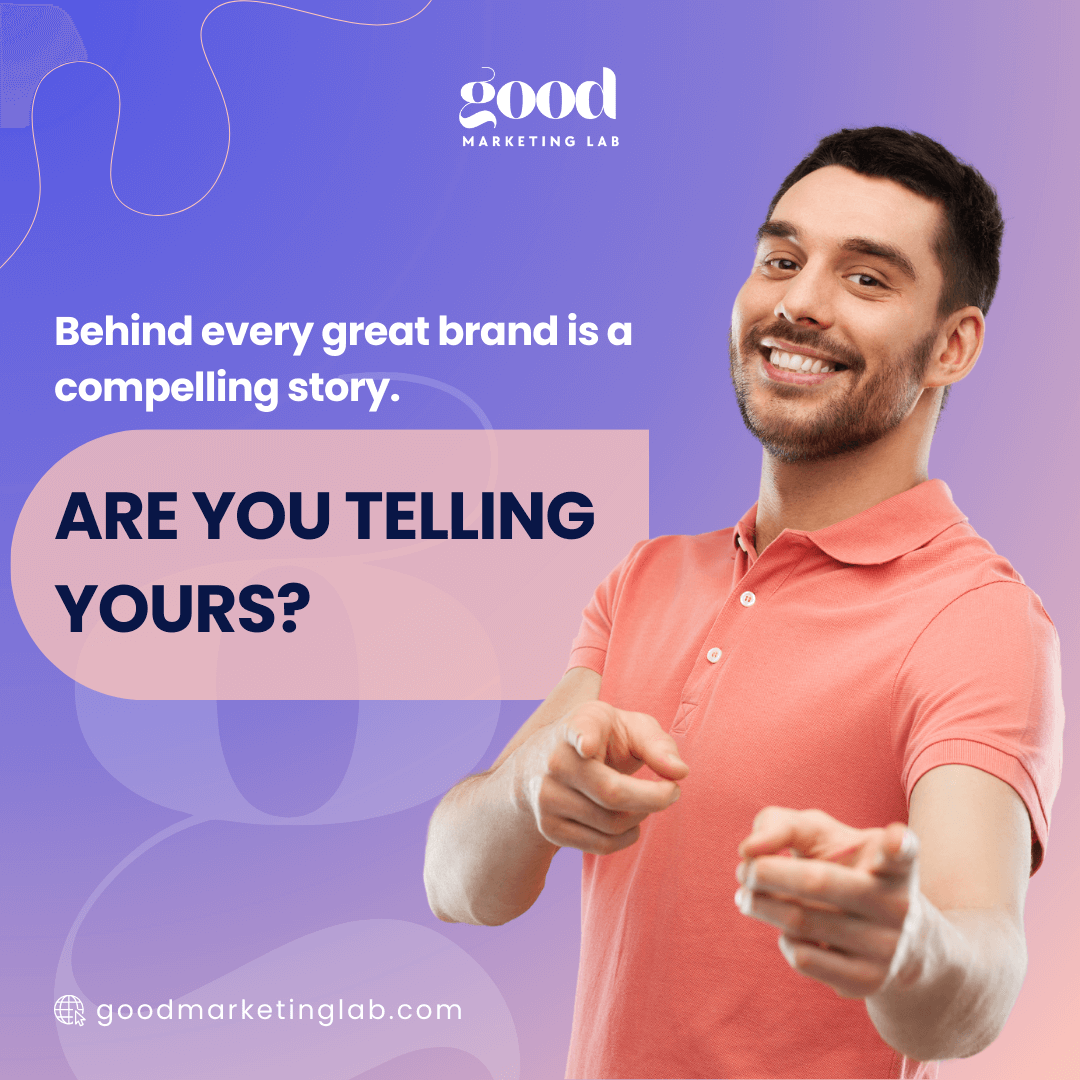 good
MARKETING LAB
Behind every great brand is a
compelling story.
ARE YOU TELLING
YOURS?
goodmarketinglab.com